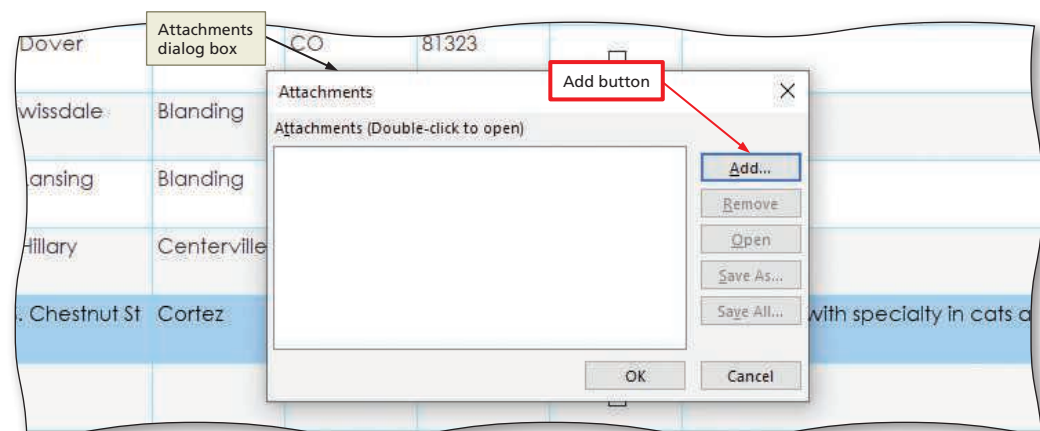 Dover
Attachments
dialog box
CO
81323
Add button
Attachments
Attachments (Double-click to open)
wissdale
Blanding
Add...
Lansing
Blanding
Remove
Hillary
Centerville
Open
Save As...
. Chestnut St
Cortez
Save All...
with specialty in cats a
OK
Cancel